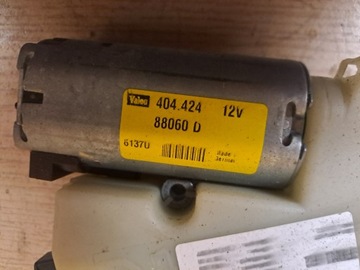 Valeo 404.424 12V
88060 D
6137U Made in
Germany